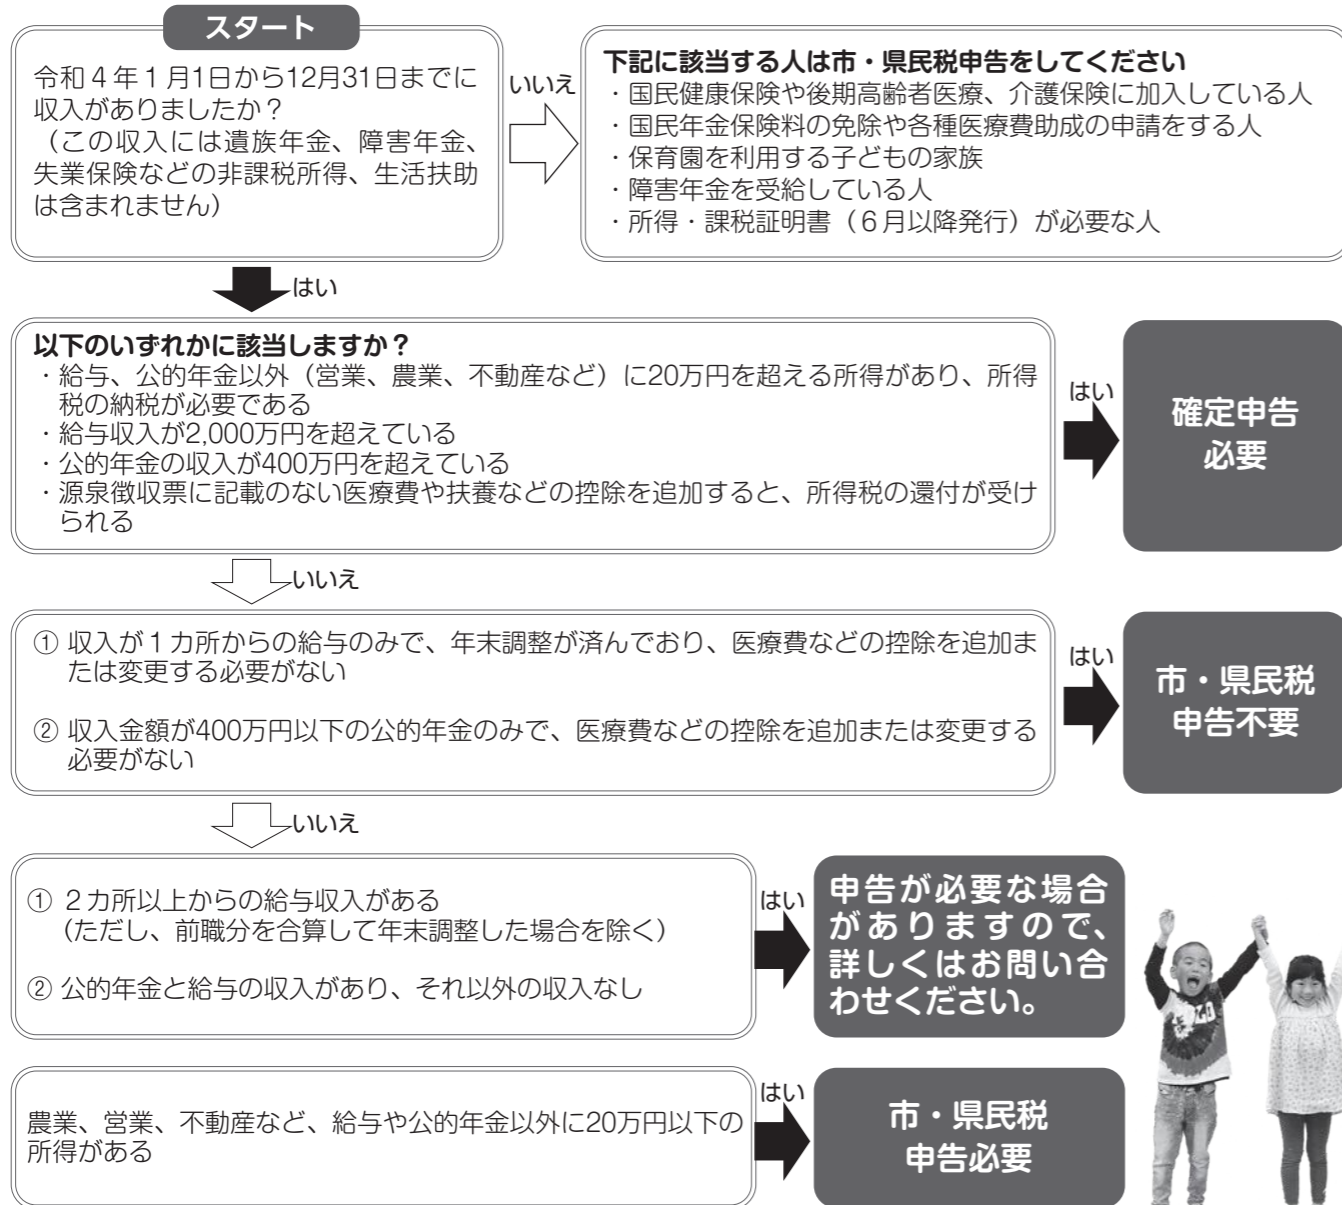 スタート
令和４年１月1日から12月31日までに
収入がありましたか？
（この収入には遺族年金、障害年金、
失業保険などの非課税所得、生活扶助
は含まれません）
いいえ
下記に該当する人は市・県民税申告をしてください
・国民健康保険や後期高齢者医療、介護保険に加入している人
・国民年金保険料の免除や各種医療費助成の申請をする人
・保育園を利用する子どもの家族
・障害年金を受給している人
・所得・課税証明書（６月以降発行）が必要な人
はい
以下のいずれかに該当しますか？
・給与、公的年金以外（営業、農業、不動産など）に20万円を超える所得があり、所得
税の納税が必要である
・給与収入が2,000万円を超えている
・公的年金の収入が400万円を超えている
・源泉徴収票に記載のない医療費や扶養などの控除を追加すると、所得税の還付が受け
られる
はい
確定申告
必要
いいえ
① 収入が１カ所からの給与のみで、年末調整が済んでおり、医療費などの控除を追加ま
たは変更する必要がない
② 収入金額が400万円以下の公的年金のみで、医療費などの控除を追加または変更する
必要がない
はい
市・県民税
申告不要
いいえ
① ２カ所以上からの給与収入がある
（ただし、前職分を合算して年末調整した場合を除く）
② 公的年金と給与の収入があり、それ以外の収入なし
はい
申告が必要な場合
がありますので、
詳しくはお問い合
わせください。
農業、営業、不動産など、給与や公的年金以外に20万円以下の
所得がある
はい
市・県民税
申告必要